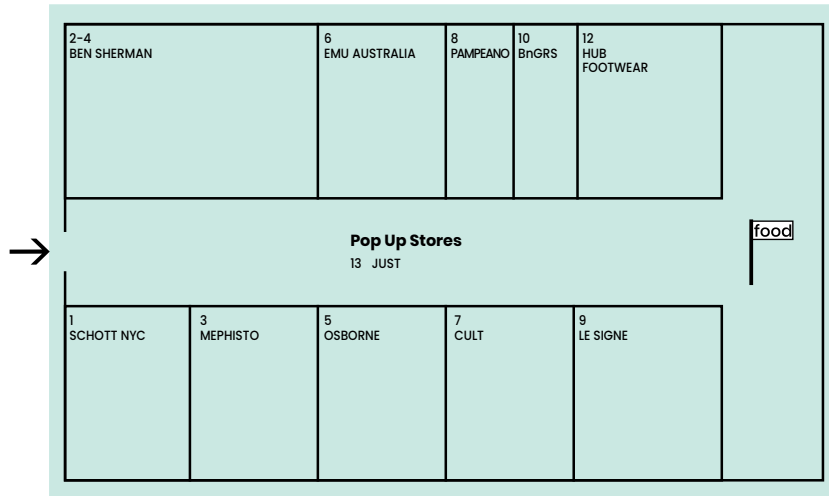 2-4
BEN SHERMAN
6
EMU AUSTRALIA
8
PAMPEANO
10
BnGRS
12
HUB
FOOTWEAR
Pop Up Stores
13 JUST
food
1
SCHOTT NYC
3
MEPHISTO
5
OSBORNE
7
CULT
9
LE SIGNE